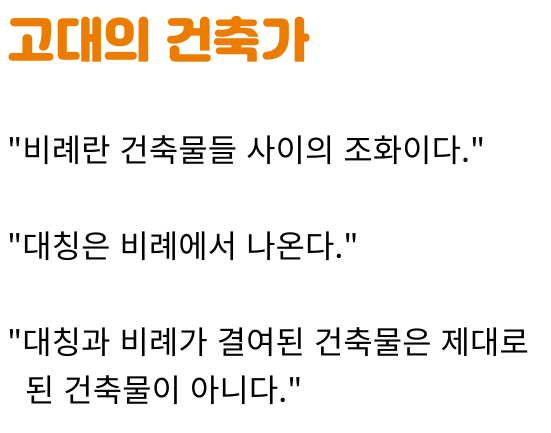 고대의 건축가
"비례란 건축물들 사이의 조화이다."
"대칭은 비례에서 나온다."
"대칭과 비례가 결여된 건축물은 제대로
된 건축물이 아니다."